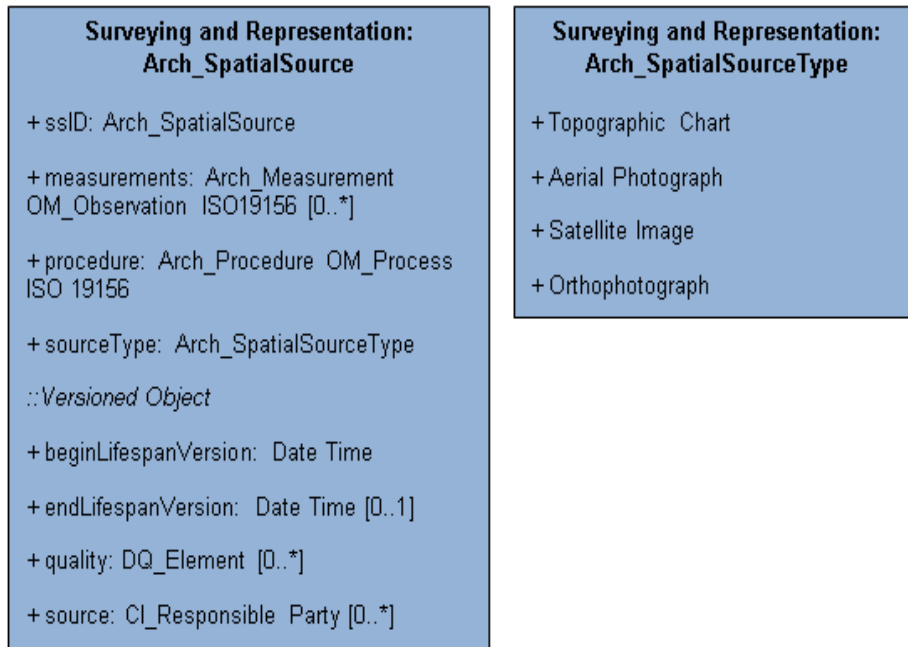 Surveying and Representation:
Arch_SpatialSource
+ ssID: Arch_SpatialSource
+ measurements: Arch_Measurement
OM_Observation ISO19156 [0..*]
+ procedure: Arch_Procedure OM_Process
ISO 19156
+ sourceType: Arch_SpatialSourceType
::Versioned Object
+ beginLifespanVersion: Date Time
+ endLifespanVersion: Date Time [0..1]
+ quality: DQ_Element [0..*]
+ source: CI_Responsible Party [0..*]
Surveying and Representation:
Arch_SpatialSourceType
+ Topographic Chart
+ Aerial Photograph
+ Satellite Image
+ Orthophotograph